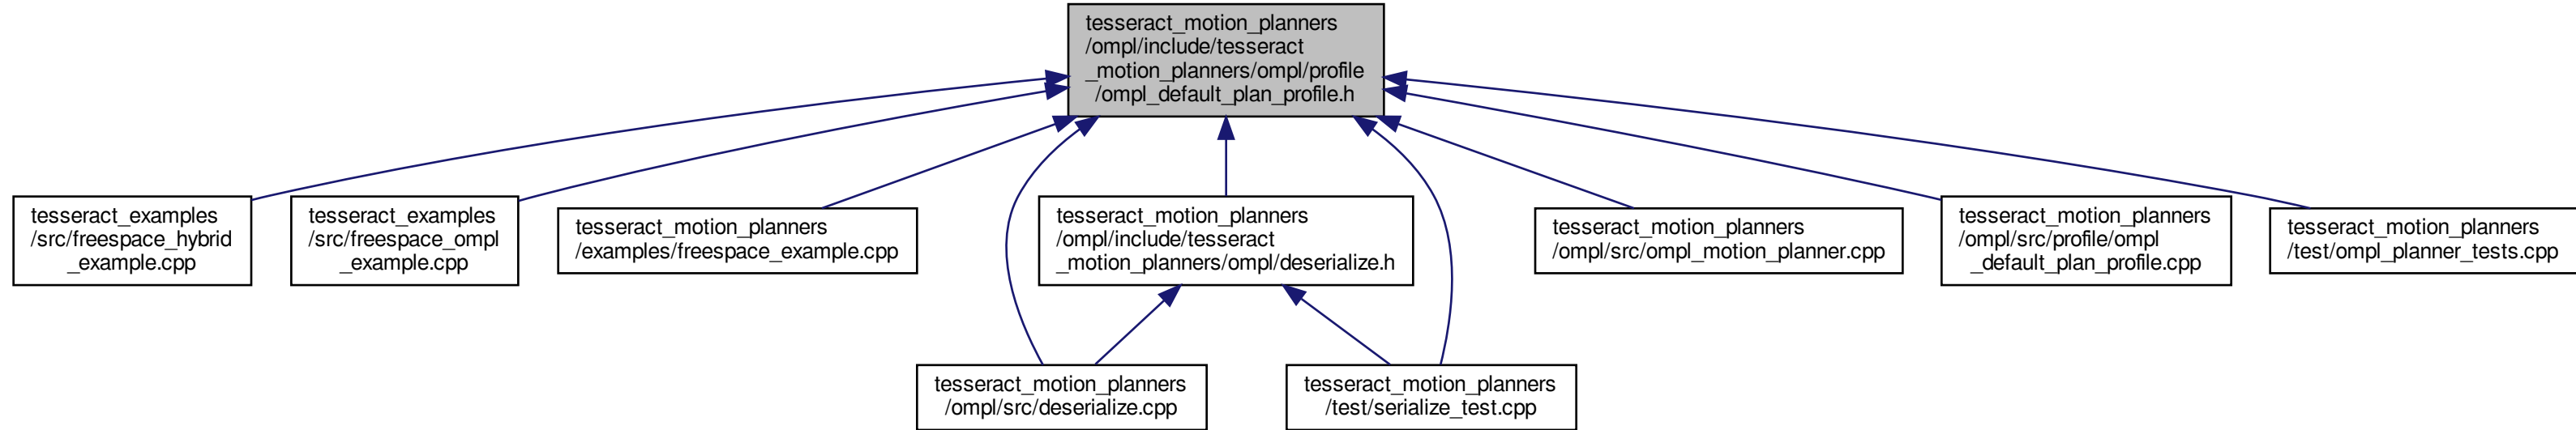 tesseract_motion_planners
/ompl/include/tesseract
_motion_planners/ompl/profile
/ompl_default_plan_profile.h
tesseract_examples
/src/freespace_hybrid
_example.cpp
tesseract_examples
/src/freespace_ompl
_example.cpp
tesseract_motion_planners
/examples/freespace_example.cpp
tesseract_motion_planners
/ompl/include/tesseract
_motion_planners/ompl/deserialize.h
tesseract_motion_planners
/ompl/src/ompl_motion_planner.cpp
tesseract_motion_planners
/ompl/src/profile/ompl
_default_plan_profile.cpp
tesseract_motion_planners
/test/ompl_planner_tests.cpp
tesseract_motion_planners
/ompl/src/deserialize.cpp
tesseract_motion_planners
/test/serialize_test.cpp